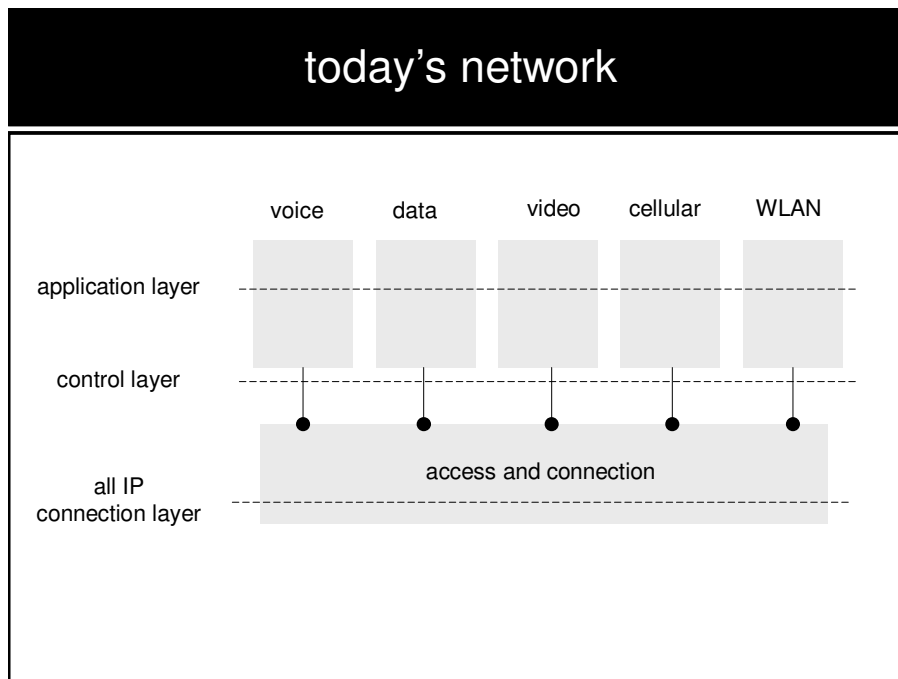 today's network
voice data video cellular WLAN
application layer
control layer
access and connection
all IP
connection layer